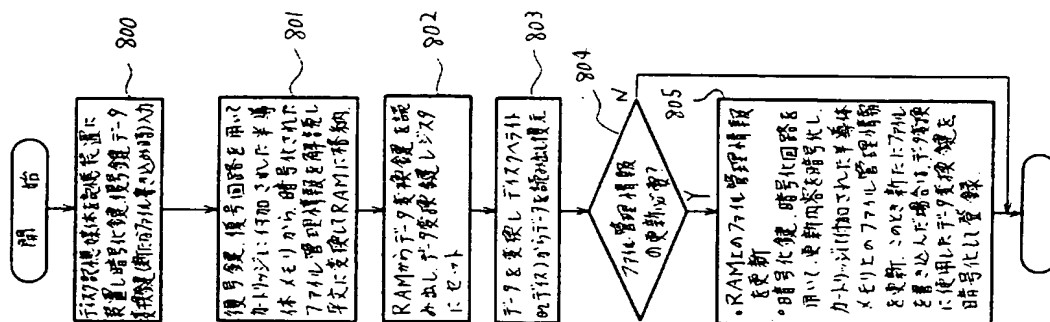 開始
800
ディスク記憶媒体を記憶装置に
設置し暗号化鍵,復号鍵,データ
変換鍵(新たなファイル書き込み時)入力
801
復号鍵,復号回路を用いて
カートリッジに付加された半導
体メモリから,暗号化された
ファイル管理情報を解読し
平文に変換してRAMに格納
802
RAMからデータ変換鍵を読
み出し,データ変換鍵レジスタ
にセット
803
データを変換しディスクへライト
ディスクからデータを読み出し
804
ファイル管理情報
の更新必要?
N
Y
805
・RAM上のファイル管理情報
を更新
・暗号化鍵,暗号化回路を
用いて,更新内容を暗号化し,
カートリッジに付加された半導体
メモリ上のファイル管理情報
を更新,このとき新たにファイル
を書き込んだ場合は,データ変換
に使用したデータ変換鍵を
暗号化して登録